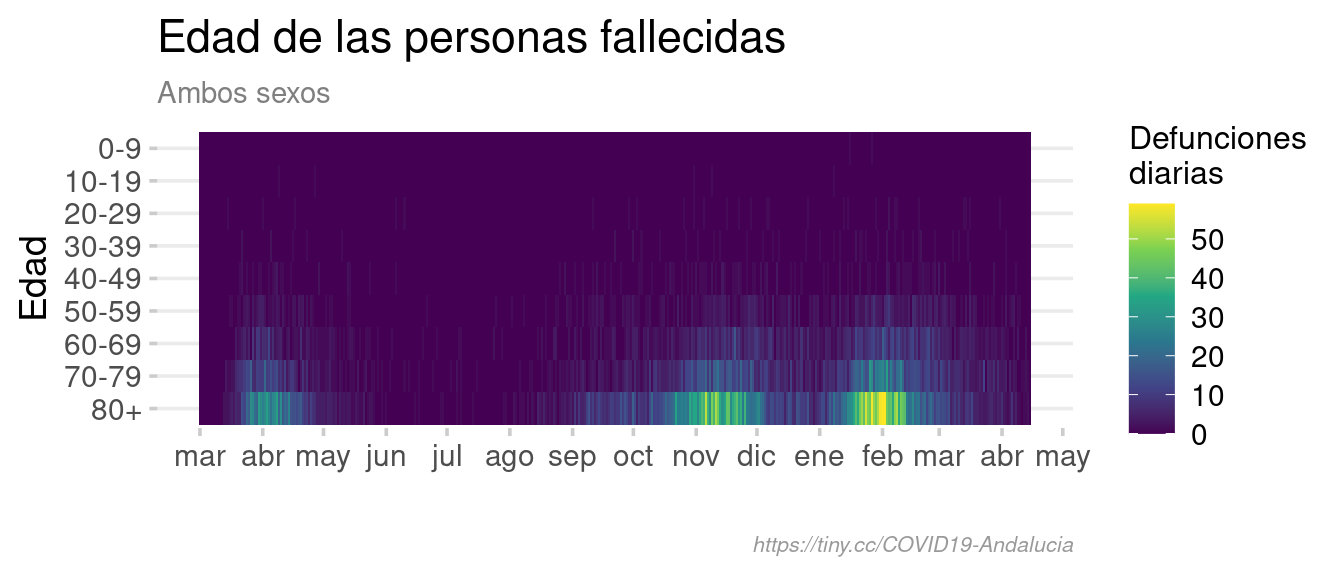 Edad de las personas fallecidas
Ambos sexos
Edad
0-9
10-19
20-29
30-39
40-49
50-59
60-69
70-79
80+
mar abr may jun jul ago sep oct nov dic ene feb mar abr may
Defunciones
diarias
50
40
30
20
10
0
https://tiny.cc/COVID19-Andalucia